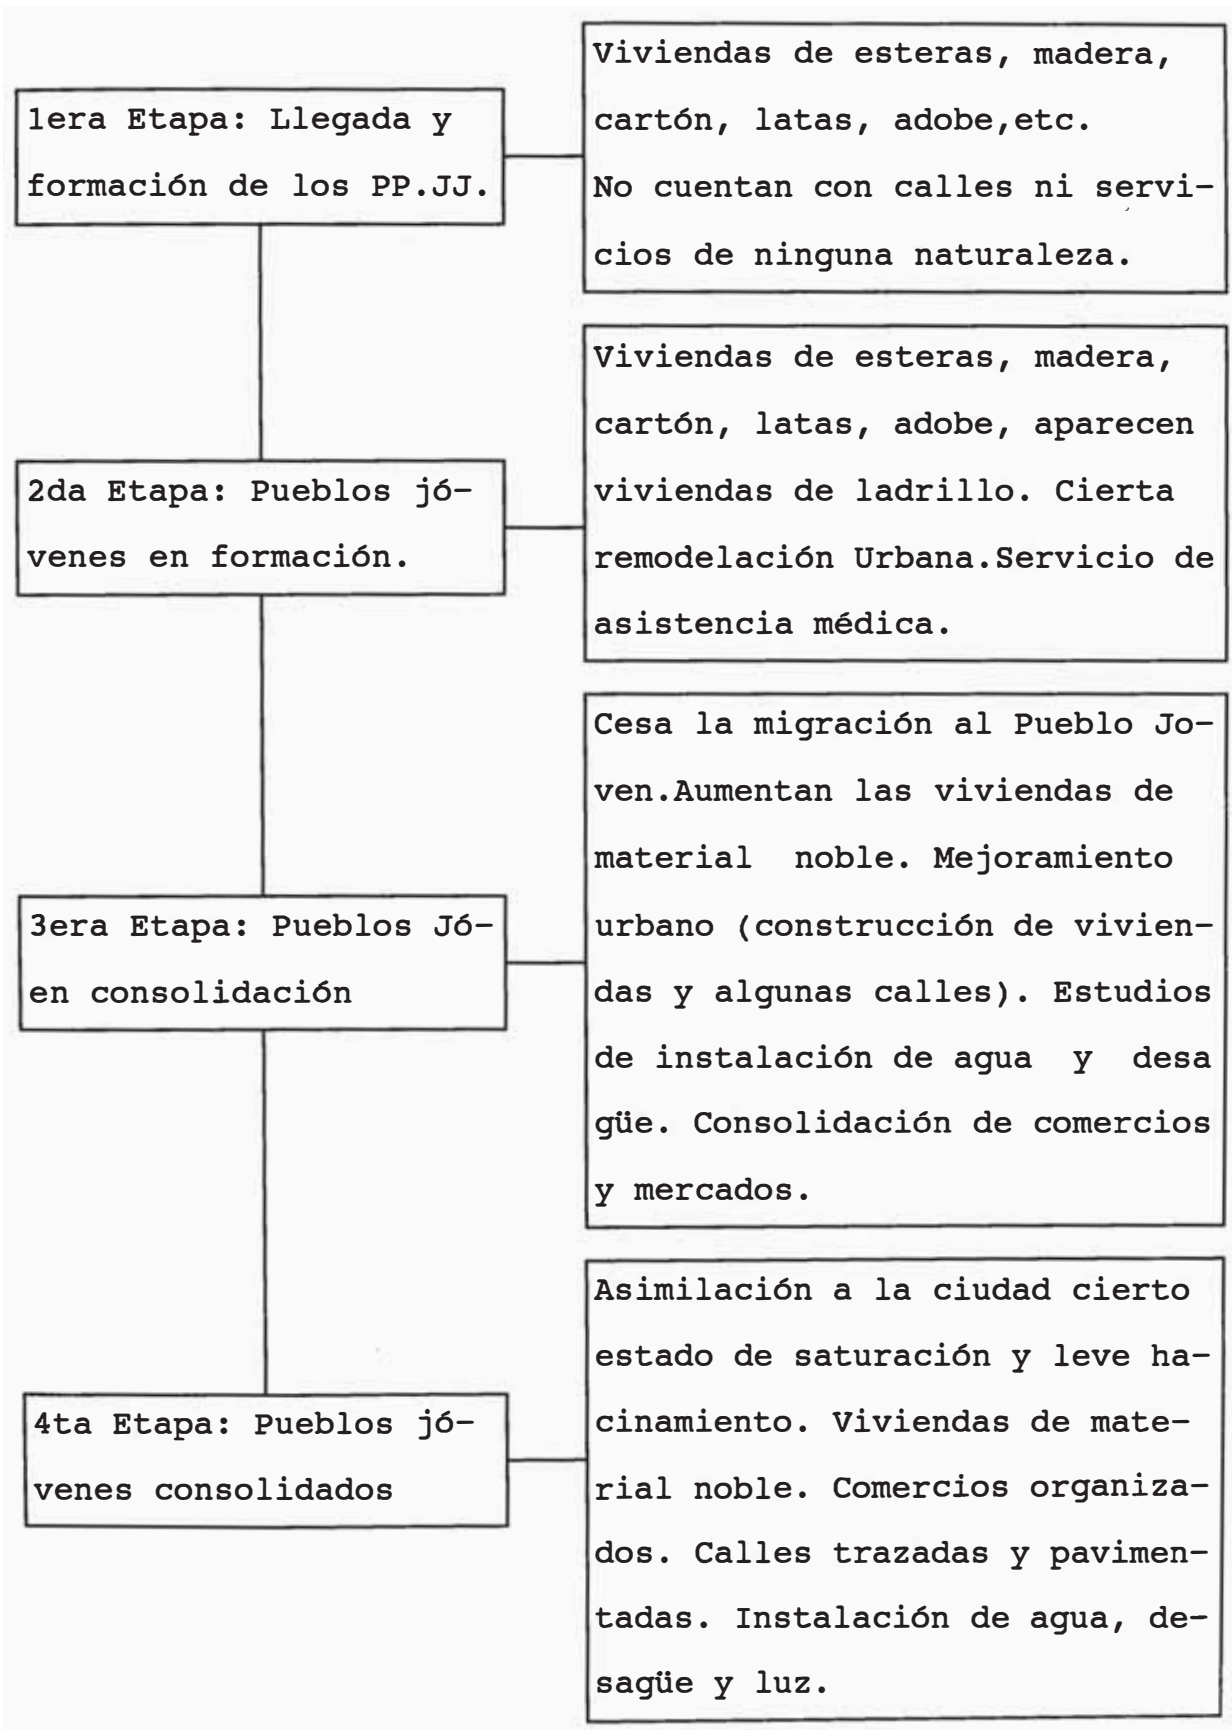 1era Etapa: Llegada y
formación de los PP.JJ.
Viviendas de esteras, madera,
cartón, latas, adobe,etc.
No cuentan con calles ni servi-
cios de ninguna naturaleza.
2da Etapa: Pueblos jó-
venes en formación.
Viviendas de esteras, madera,
cartón, latas, adobe, aparecen
viviendas de ladrillo. Cierta
remodelación Urbana.Servicio de
asistencia médica.
3era Etapa: Pueblos Jó-
en consolidación
Cesa la migración al Pueblo Jo-
ven.Aumentan las viviendas de
material noble. Mejoramiento
urbano (construcción de vivien-
das y algunas calles). Estudios
de instalación de agua y desa
güe. Consolidación de comercios
y mercados.
4ta Etapa: Pueblos jó-
venes consolidados
Asimilación a la ciudad cierto
estado de saturación y leve ha-
cinamiento. Viviendas de mate-
rial noble. Comercios organiza-
dos. Calles trazadas y pavimen-
tadas. Instalación de agua, de-
sagüe y luz.